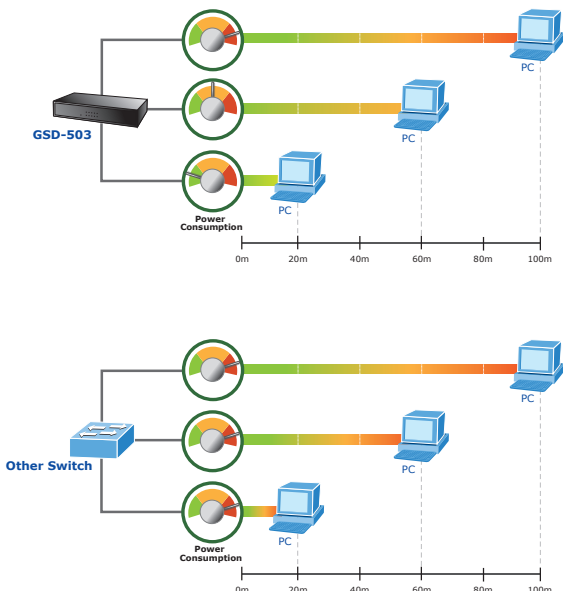 PC
GSD-503
PC
PC
Power
Consumption
0m 20m 40m 60m 80m 100m
PC
Other Switch
PC
PC
Power
Consumption
0m 20m 40m 60m 80m 100m